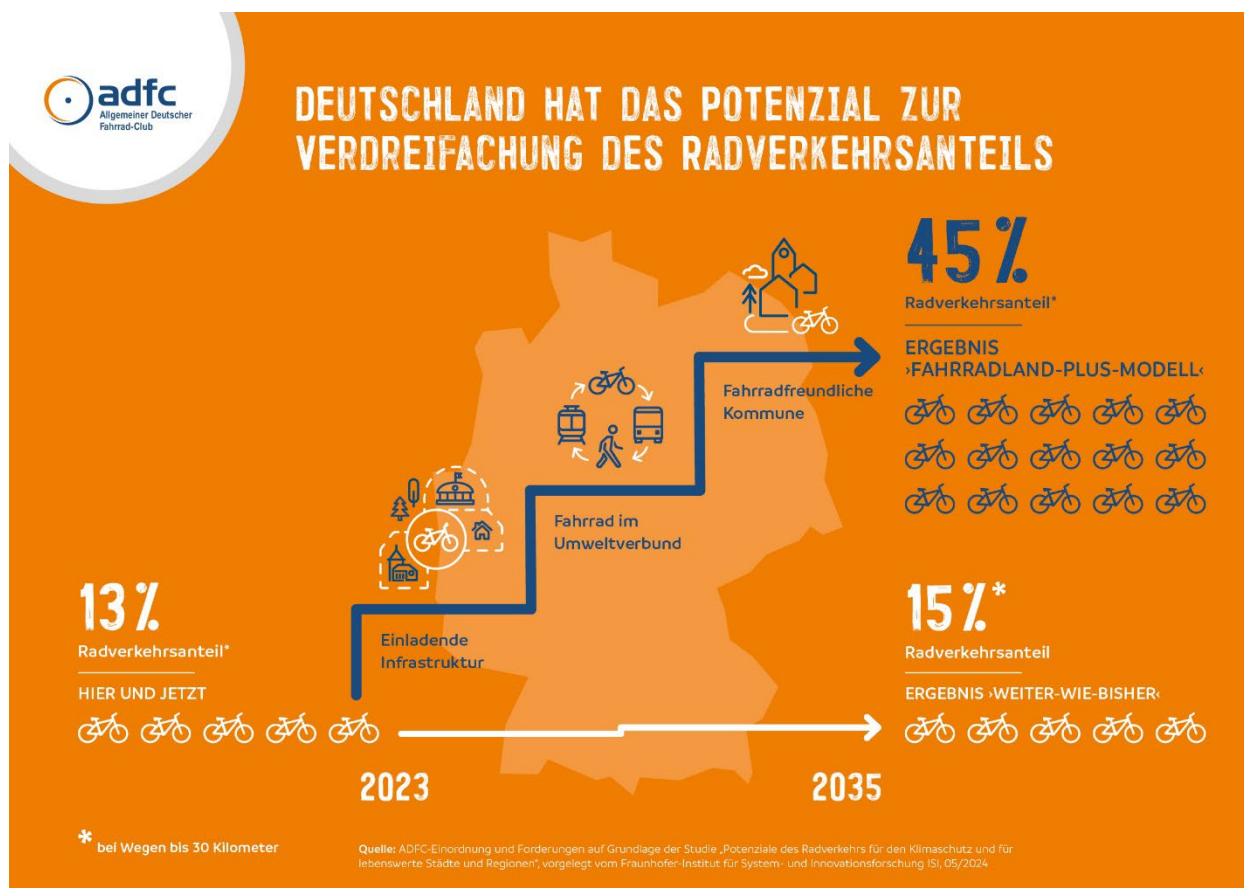 adfc
Allgemeiner Deutscher
Fahrrad-Club
DEUTSCHLAND HAT DAS POTENZIAL ZUR
VERDREIFACHUNG DES RADVERKEHRSANTEILS
45%
Radverkehrsanteil*
ERGEBNIS
›FAHRRADLAND-PLUS-MODELL‹
Fahrradfreundliche
Kommune
Fahrrad im
Umweltverbund
Einladende
Infrastruktur
13%
Radverkehrsanteil*
HIER UND JETZT
15%*
Radverkehrsanteil
ERGEBNIS ›WEITER-WIE-BISHER‹
2023
2035
* bei Wegen bis 30 Kilometer
Quelle: ADFC-Einordnung und Forderungen auf Grundlage der Studie „Potenziale des Radverkehrs für den Klimaschutz und für
lebenswerte Städte und Regionen“, vorgelegt vom Fraunhofer-Institut für System- und Innovationsforschung ISI, 05/2024